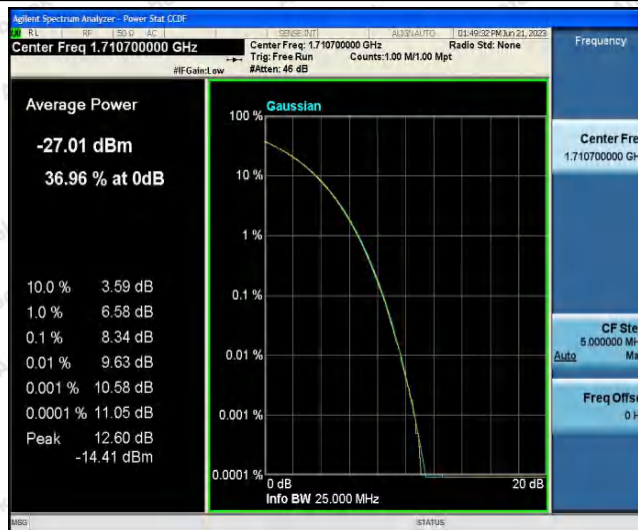 Agilent Spectrum Analyzer - Power Stat CCDF
RL RF 50 Ω AC SENSE:INT ALIGN AUTO 01:49:32 PM Jun 21, 2023
Center Freq 1.710700000 GHz
Center Freq: 1.710700000 GHz Radio Std: None
Trig: Free Run Counts:1.00 M/1.00 Mpt
#IFGain:Low #Atten: 46 dB
Frequency
Average Power
-27.01 dBm
36.96 % at 0dB
10.0 % 3.59 dB
1.0 % 6.58 dB
0.1 % 8.34 dB
0.01 % 9.63 dB
0.001 % 10.58 dB
0.0001 % 11.05 dB
Peak 12.60 dB
-14.41 dBm
Gaussian
100 %
10 %
1 %
0.1 %
0.01 %
0.001 %
0.0001 %
0 dB 20 dB
Info BW 25.000 MHz
Center Fre
1.710700000 GH
CF Ste
5.000000 MH
Auto Ma
Freq Offs
0 H
MSG STATUS